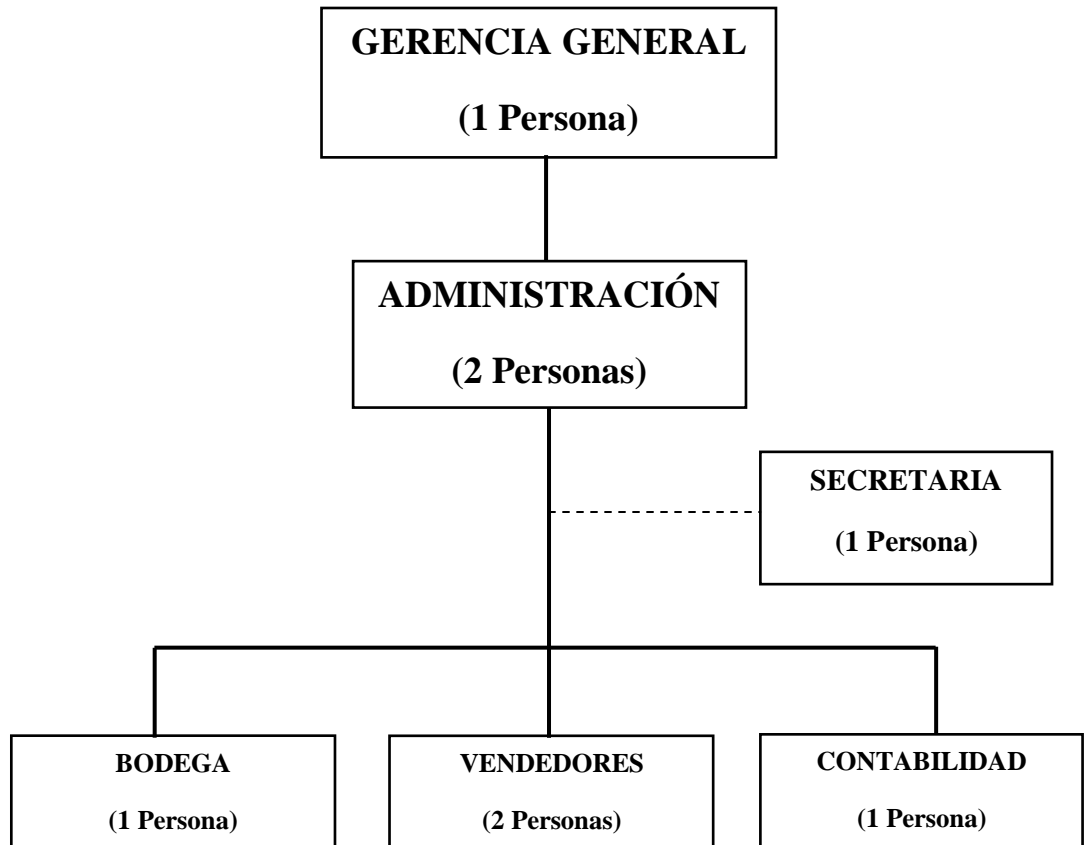 GERENCIA GENERAL
(1 Persona)
ADMINISTRACIÓN
(2 Personas)
SECRETARIA
(1 Persona)
BODEGA
(1 Persona)
VENDEDORES
(2 Personas)
CONTABILIDAD
(1 Persona)